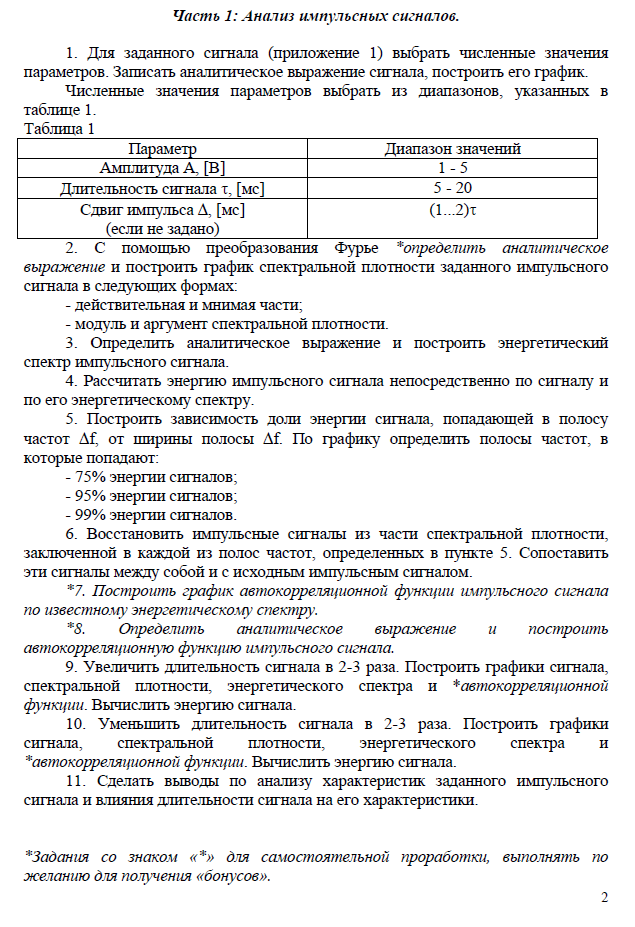 Часть 1: Анализ импульсных сигналов.
1. Для заданного сигнала (приложение 1) выбрать численные значения
параметров. Записать аналитическое выражение сигнала, построить его график.
Численные значения параметров выбрать из диапазонов, указанных в
таблице 1.
Таблица 1
Параметр Диапазон значений
Амплитуда А, [В] 1 - 5
Длительность сигнала τ, [мс] 5 - 20
Сдвиг импульса Δ, [мс] (1...2)τ
(если не задано)
2. С помощью преобразования Фурье *определить аналитическое
выражение и построить график спектральной плотности заданного импульсного
сигнала в следующих формах:
- действительная и мнимая части;
- модуль и аргумент спектральной плотности.
3. Определить аналитическое выражение и построить энергетический
спектр импульсного сигнала.
4. Рассчитать энергию импульсного сигнала непосредственно по сигналу и
по его энергетическому спектру.
5. Построить зависимость доли энергии сигнала, попадающей в полосу
частот Δf, от ширины полосы Δf. По графику определить полосы частот, в
которые попадают:
- 75% энергии сигналов;
- 95% энергии сигналов;
- 99% энергии сигналов.
6. Восстановить импульсные сигналы из части спектральной плотности,
заключенной в каждой из полос частот, определенных в пункте 5. Сопоставить
эти сигналы между собой и с исходным импульсным сигналом.
*7. Построить график автокорреляционной функции импульсного сигнала
по известному энергетическому спектру.
*8. Определить аналитическое выражение и построить
автокорреляционную функцию импульсного сигнала.
9. Увеличить длительность сигнала в 2-3 раза. Построить графики сигнала,
спектральной плотности, энергетического спектра и *автокорреляционной
функции. Вычислить энергию сигнала.
10. Уменьшить длительность сигнала в 2-3 раза. Построить графики
сигнала, спектральной плотности, энергетического спектра и
*автокорреляционной функции. Вычислить энергию сигнала.
11. Сделать выводы по анализу характеристик заданного импульсного
сигнала и влияния длительности сигнала на его характеристики.
*Задания со знаком «*» для самостоятельной проработки, выполнять по
желанию для получения «бонусов».
2